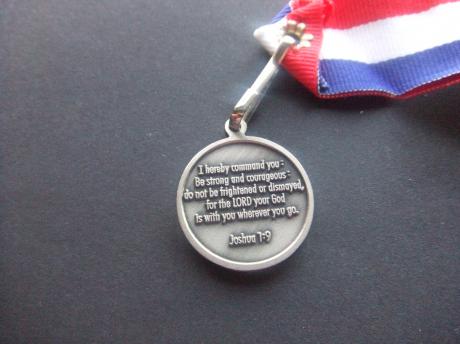 I hereby command you:
Be strong and courageous:
do not be frightened or dismayed,
for the LORD your God
is with you wherever you go.
Joshua 1:9